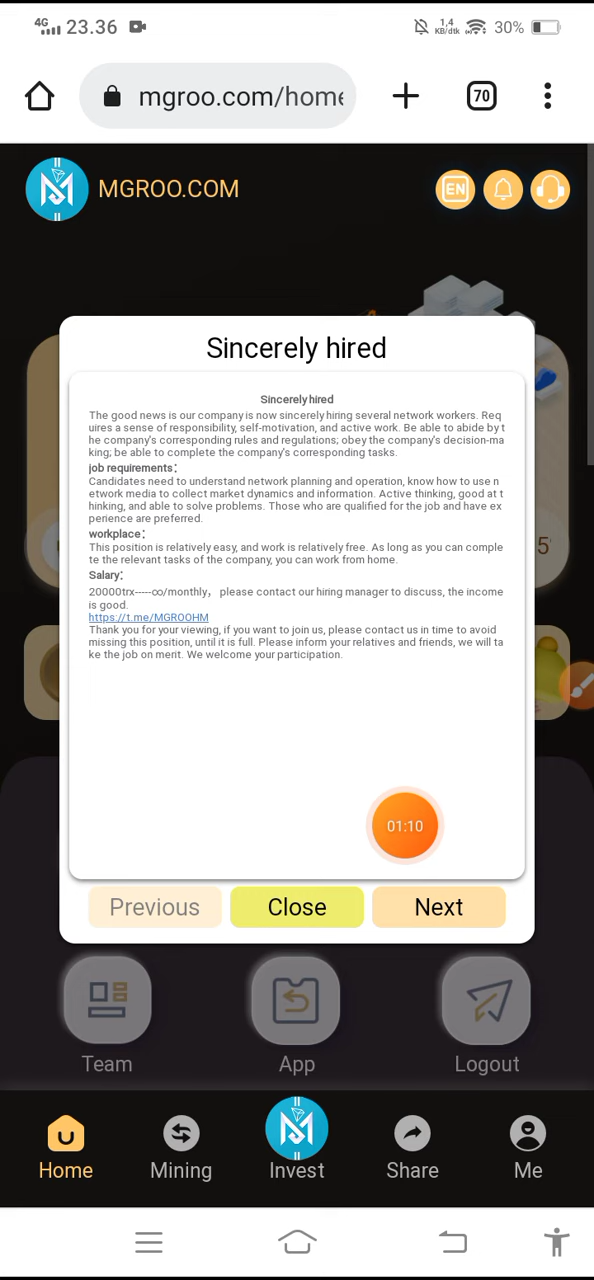 4G 23.36 1,4 KB/dtk 30%
mgroo.com/home
70
MGROO.COM
EN
Sincerely hired
Sincerely hired
The good news is our company is now sincerely hiring several network workers. Req
uires a sense of responsibility, self-motivation, and active work. Be able to abide by t
he company's corresponding rules and regulations; obey the company's decision-ma
king; be able to complete the company's corresponding tasks.
job requirements：
Candidates need to understand network planning and operation, know how to use n
etwork media to collect market dynamics and information. Active thinking, good at t
hinking, and able to solve problems. Those who are qualified for the job and have ex
perience are preferred.
workplace：
This position is relatively easy, and work is relatively free. As long as you can comple
te the relevant tasks of the company, you can work from home.
Salary：
20000trx-----∞/monthly， please contact our hiring manager to discuss, the income
is good.
https://t.me/MGROOHM
Thank you for your viewing, if you want to join us, please contact us in time to avoid
missing this position, until it is full. Please inform your relatives and friends, we will ta
ke the job on merit. We welcome your participation.
5'
01:10
Previous Close Next
Team App Logout
Home Mining Invest Share Me